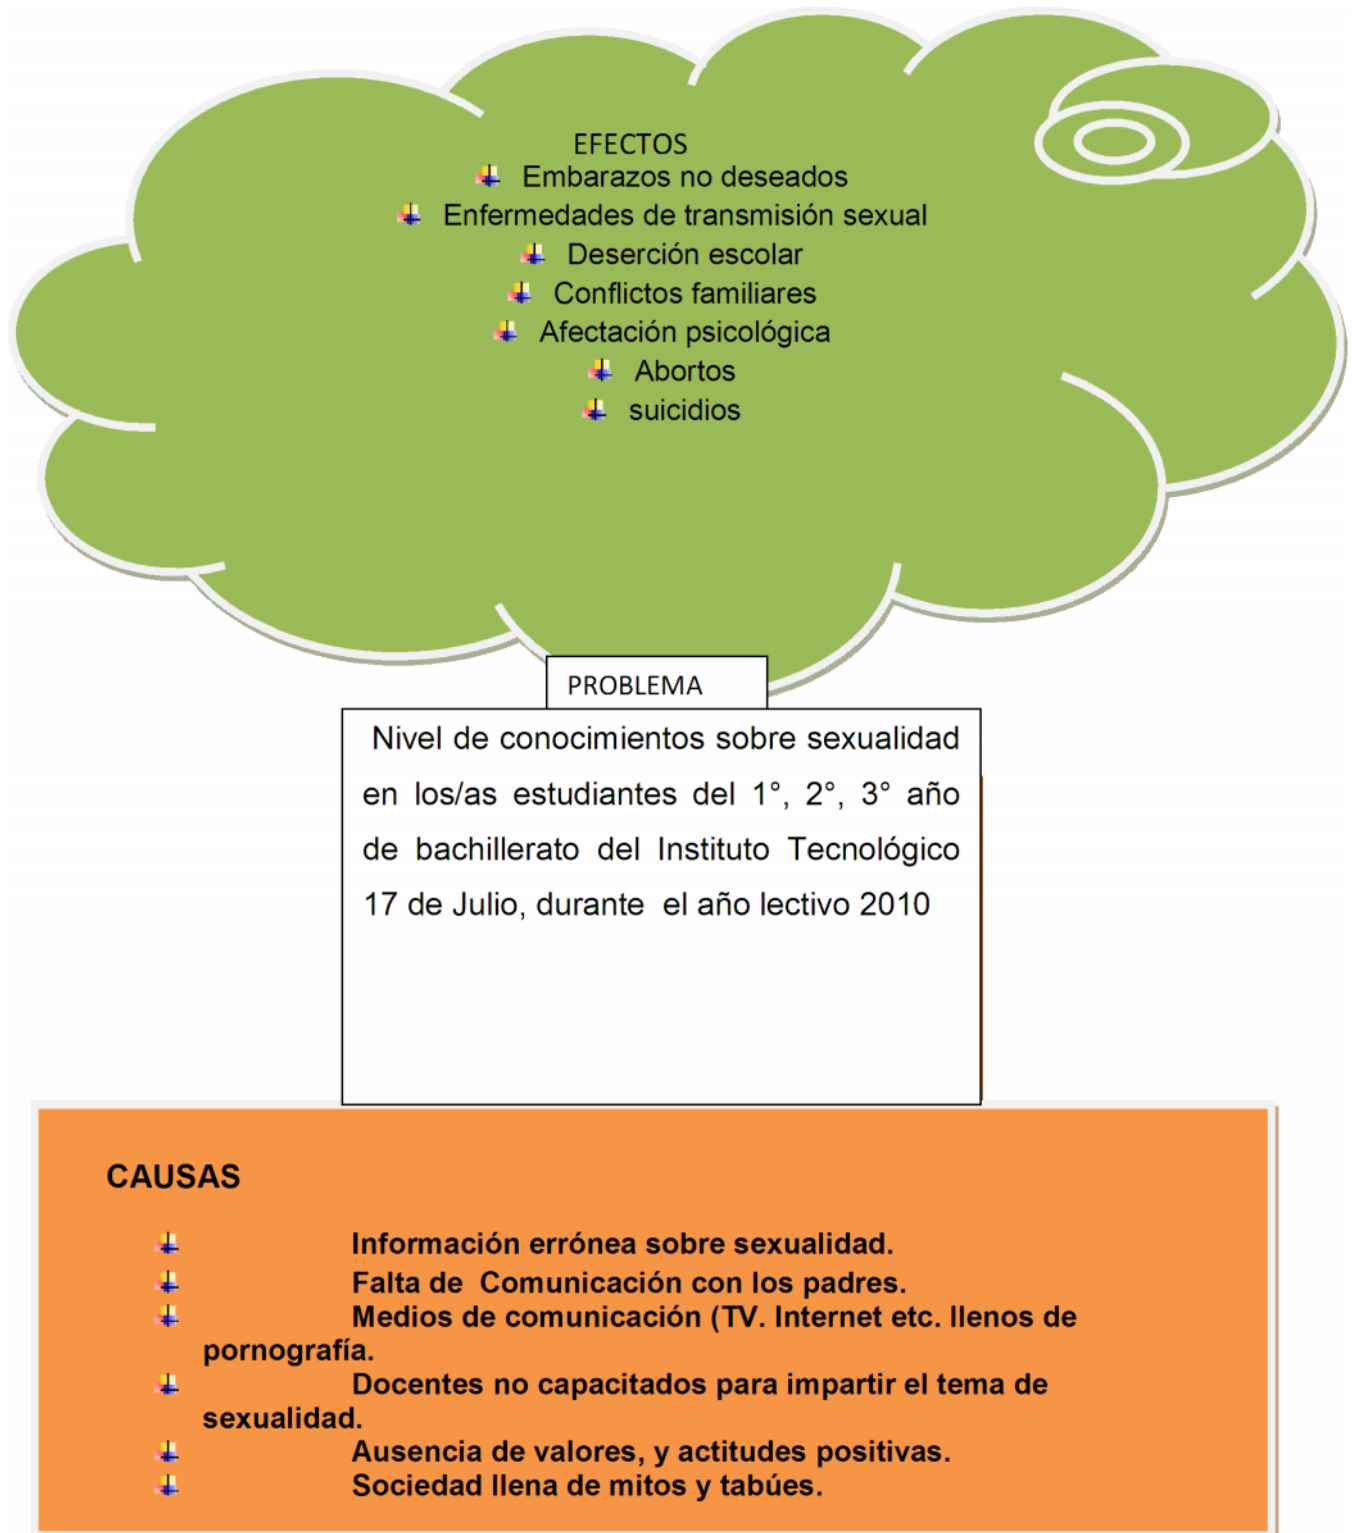 EFECTOS
Embarazos no deseados
Enfermedades de transmisión sexual
Deserción escolar
Conflictos familiares
Afectación psicológica
Abortos
suicidios
PROBLEMA
Nivel de conocimientos sobre sexualidad
en los/as estudiantes del 1°, 2°, 3° año
de bachillerato del Instituto Tecnológico
17 de Julio, durante el año lectivo 2010
CAUSAS
Información errónea sobre sexualidad.
Falta de Comunicación con los padres.
Medios de comunicación (TV. Internet etc. llenos de
pornografía.
Docentes no capacitados para impartir el tema de
sexualidad.
Ausencia de valores, y actitudes positivas.
Sociedad llena de mitos y tabúes.